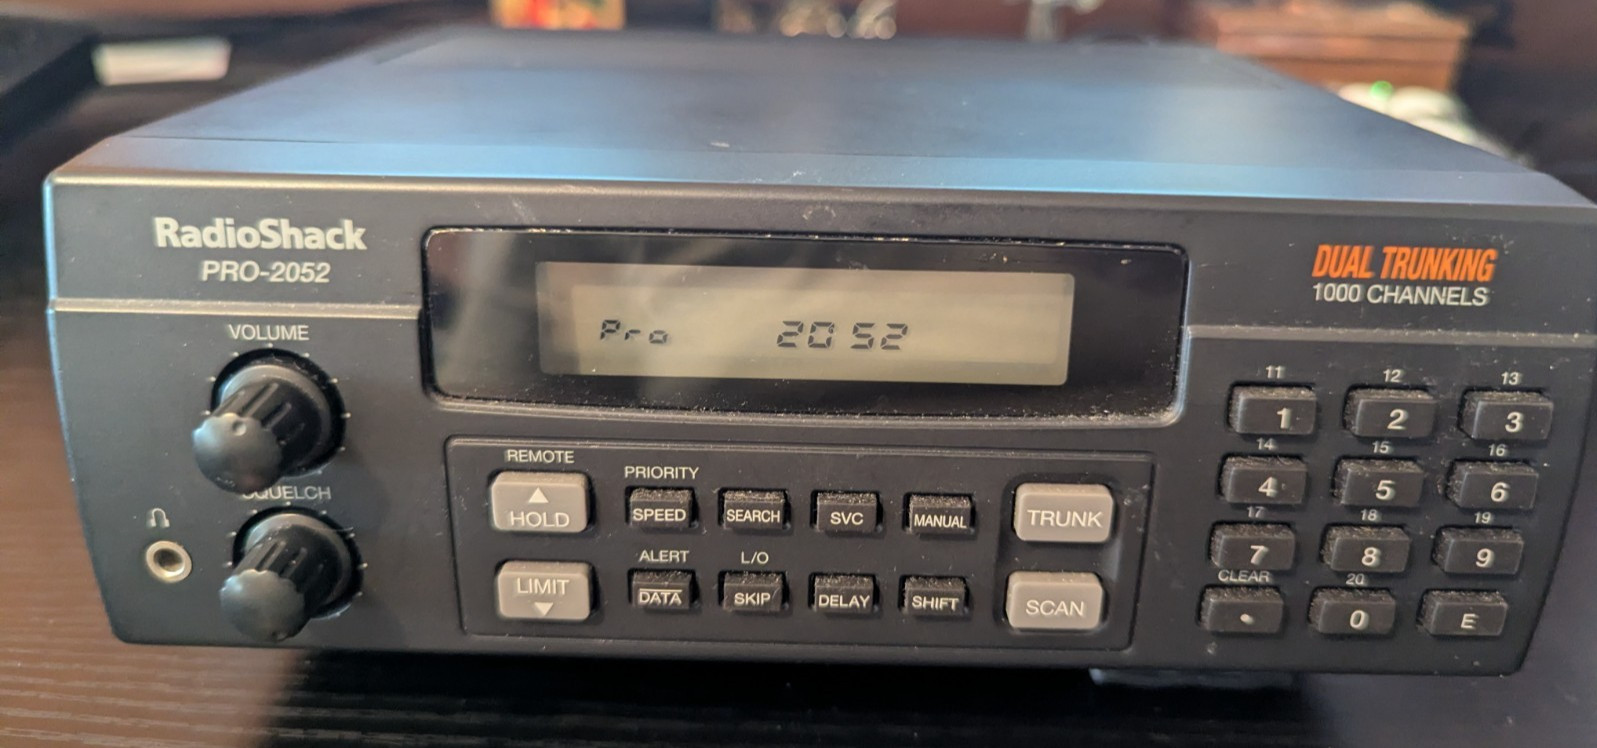 RadioShack
PRO-2052
DUAL TRUNKING
1000 CHANNELS
Pro 2052
VOLUME
SQUELCH
REMOTE
HOLD
PRIORITY
SPEED
SEARCH
SVC
MANUAL
TRUNK
LIMIT
ALERT
DATA
L/O
SKIP
DELAY
SHIFT
SCAN
11 12 13
1 2 3
14 15 16
4 5 6
17 18 19
7 8 9
CLEAR 20
. 0 E